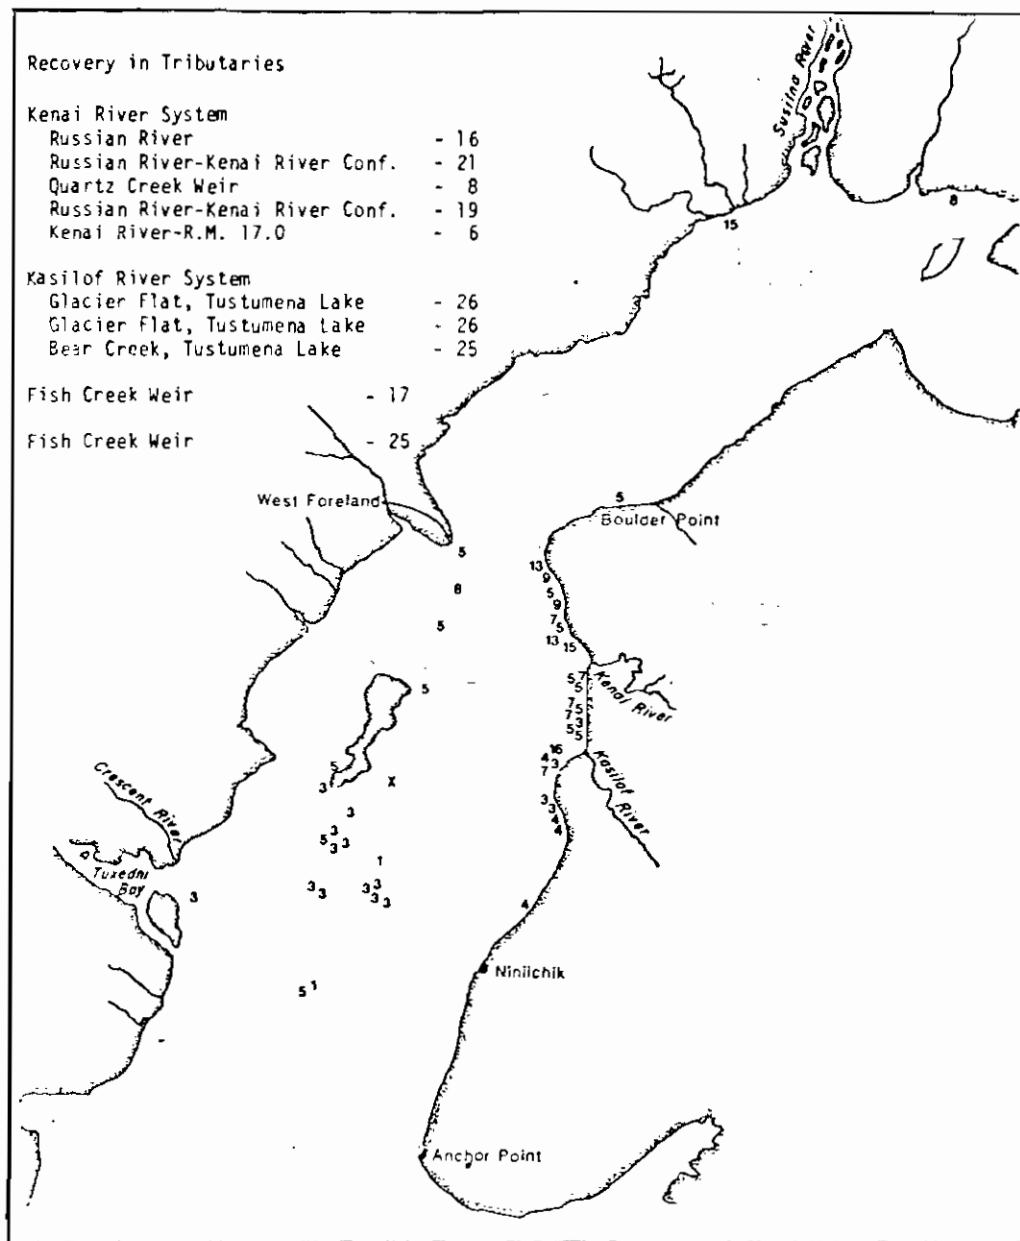 Recovery in Tributaries
Kenai River System
Russian River - 16
Russian River-Kenai River Conf. - 21
Quartz Creek Weir - 8
Russian River-Kenai River Conf. - 19
Kenai River-R.M. 17.0 - 6
Kasilof River System
Glacier Flat, Tustumena Lake - 26
Glacier Flat, Tustumena Lake - 26
Bear Creek, Tustumena Lake - 25
Fish Creek Weir - 17
Fish Creek Weir - 25
Susitna River
8
15
West Foreland
5
Boulder Point
5
13
8
9
5
9
5
7
5
13 15
5 7
5
5
Kenai River
7 5
7 3
5 5
16
4 3
7
Kasilof River
5
3
X
3
3
3
4
4
3
5 3
3
Crescent River
1
Tuxedni
Bay
3
3 3
3 3
3 3
4
Ninilchik
5 1
Anchor Point